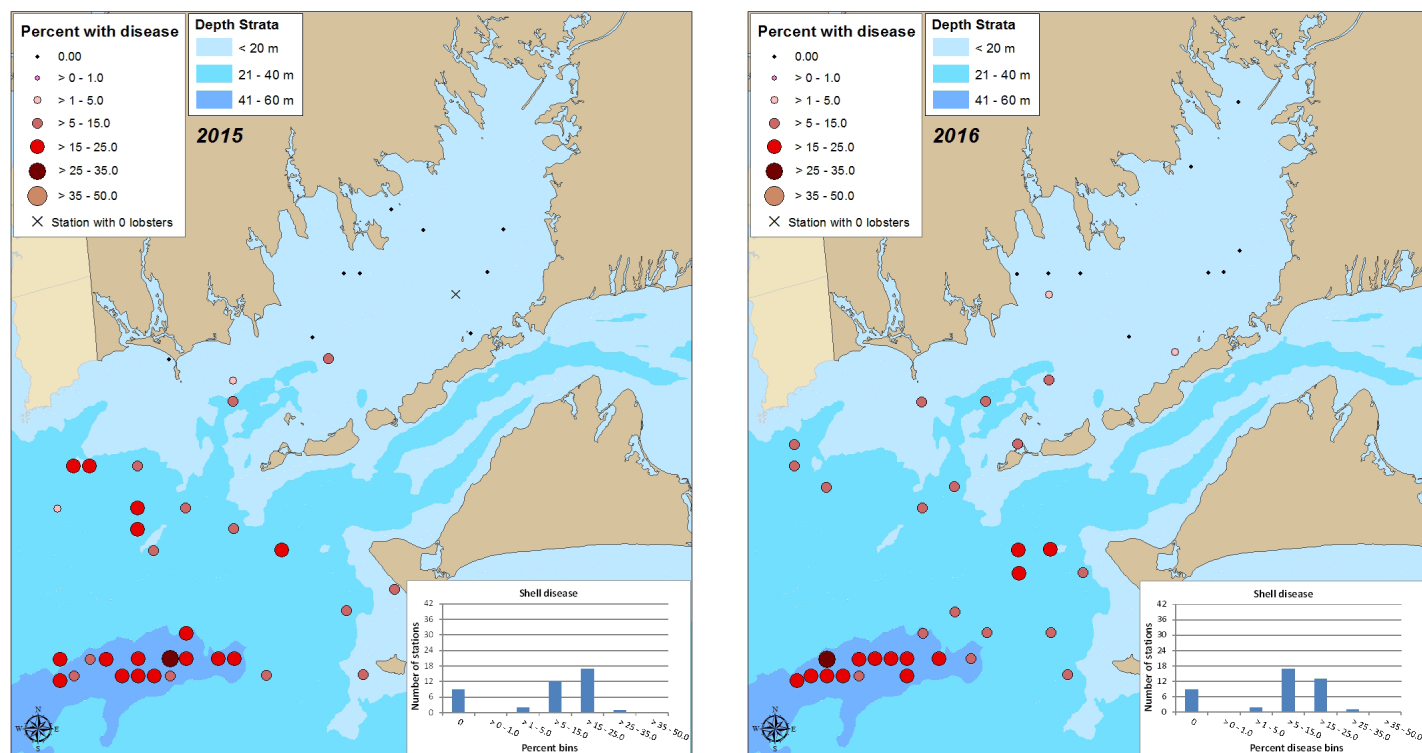 Percent with disease
0.00
> 0 - 1.0
> 1 - 5.0
> 5 - 15.0
> 15 - 25.0
> 25 - 35.0
> 35 - 50.0
Station with 0 lobsters
Depth Strata
< 20 m
21 - 40 m
41 - 60 m
2015
N
W E
S
Shell disease
Number of stations
42
36
30
24
18
12
6
0
0
> 0 - 1.0
> 1 - 5.0
> 5 - 15.0
> 15 - 25.0
> 25 - 35.0
> 35 - 50.0
Percent bins
Percent with disease
0.00
> 0 - 1.0
> 1 - 5.0
> 5 - 15.0
> 15 - 25.0
> 25 - 35.0
> 35 - 50.0
Station with 0 lobsters
Depth Strata
< 20 m
21 - 40 m
41 - 60 m
2016
N
W E
S
Shell disease
Number of stations
42
36
30
24
18
12
6
0
0
> 0 - 1.0
> 1 - 5.0
> 5 - 15.0
> 15 - 25.0
> 25 - 35.0
> 35 - 50.0
Percent disease bins